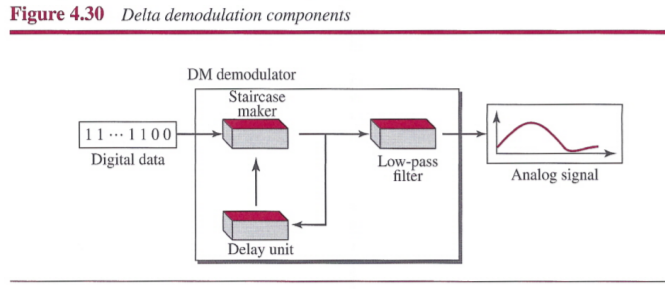 Figure 4.30 Delta demodulation components
DM demodulator
Staircase
maker
11 ··· 1100
Digital data
Low-pass
filter
Analog signal
Delay unit